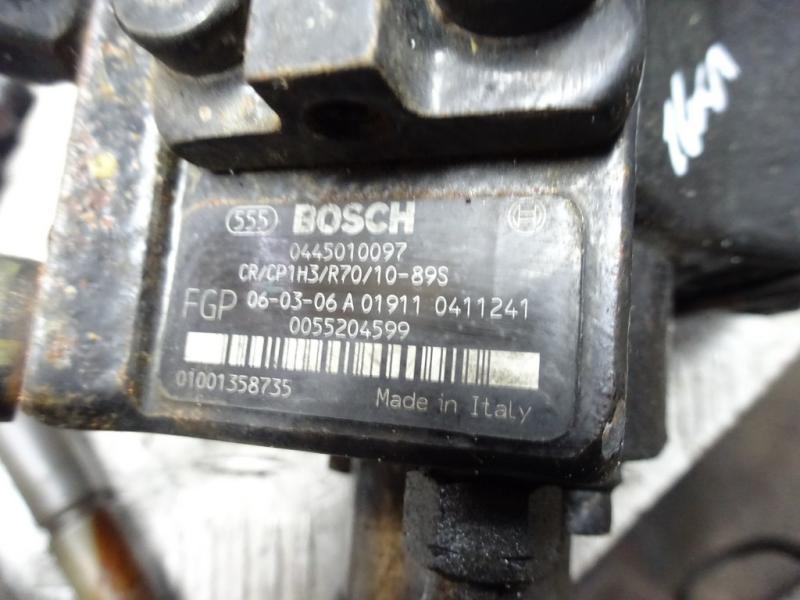 555 BOSCH
0445010097
CR/CP1H3/R70/10-89S
FGP 06-03-06 A 01911 0411241
0055204599
01001358735
Made in Italy